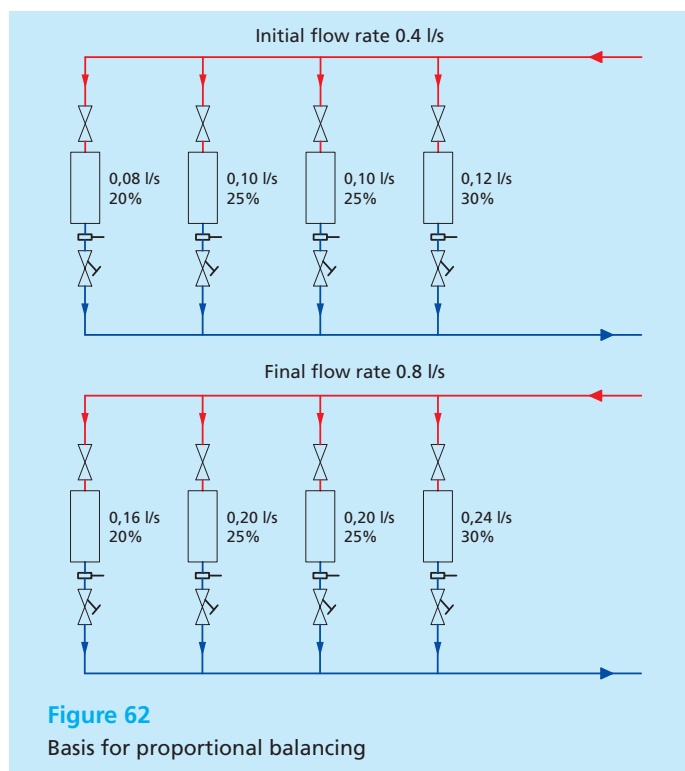 Initial flow rate 0.4 l/s
0,08 l/s
20%
0,10 l/s
25%
0,10 l/s
25%
0,12 l/s
30%
Final flow rate 0.8 l/s
0,16 l/s
20%
0,20 l/s
25%
0,20 l/s
25%
0,24 l/s
30%
Figure 62
Basis for proportional balancing